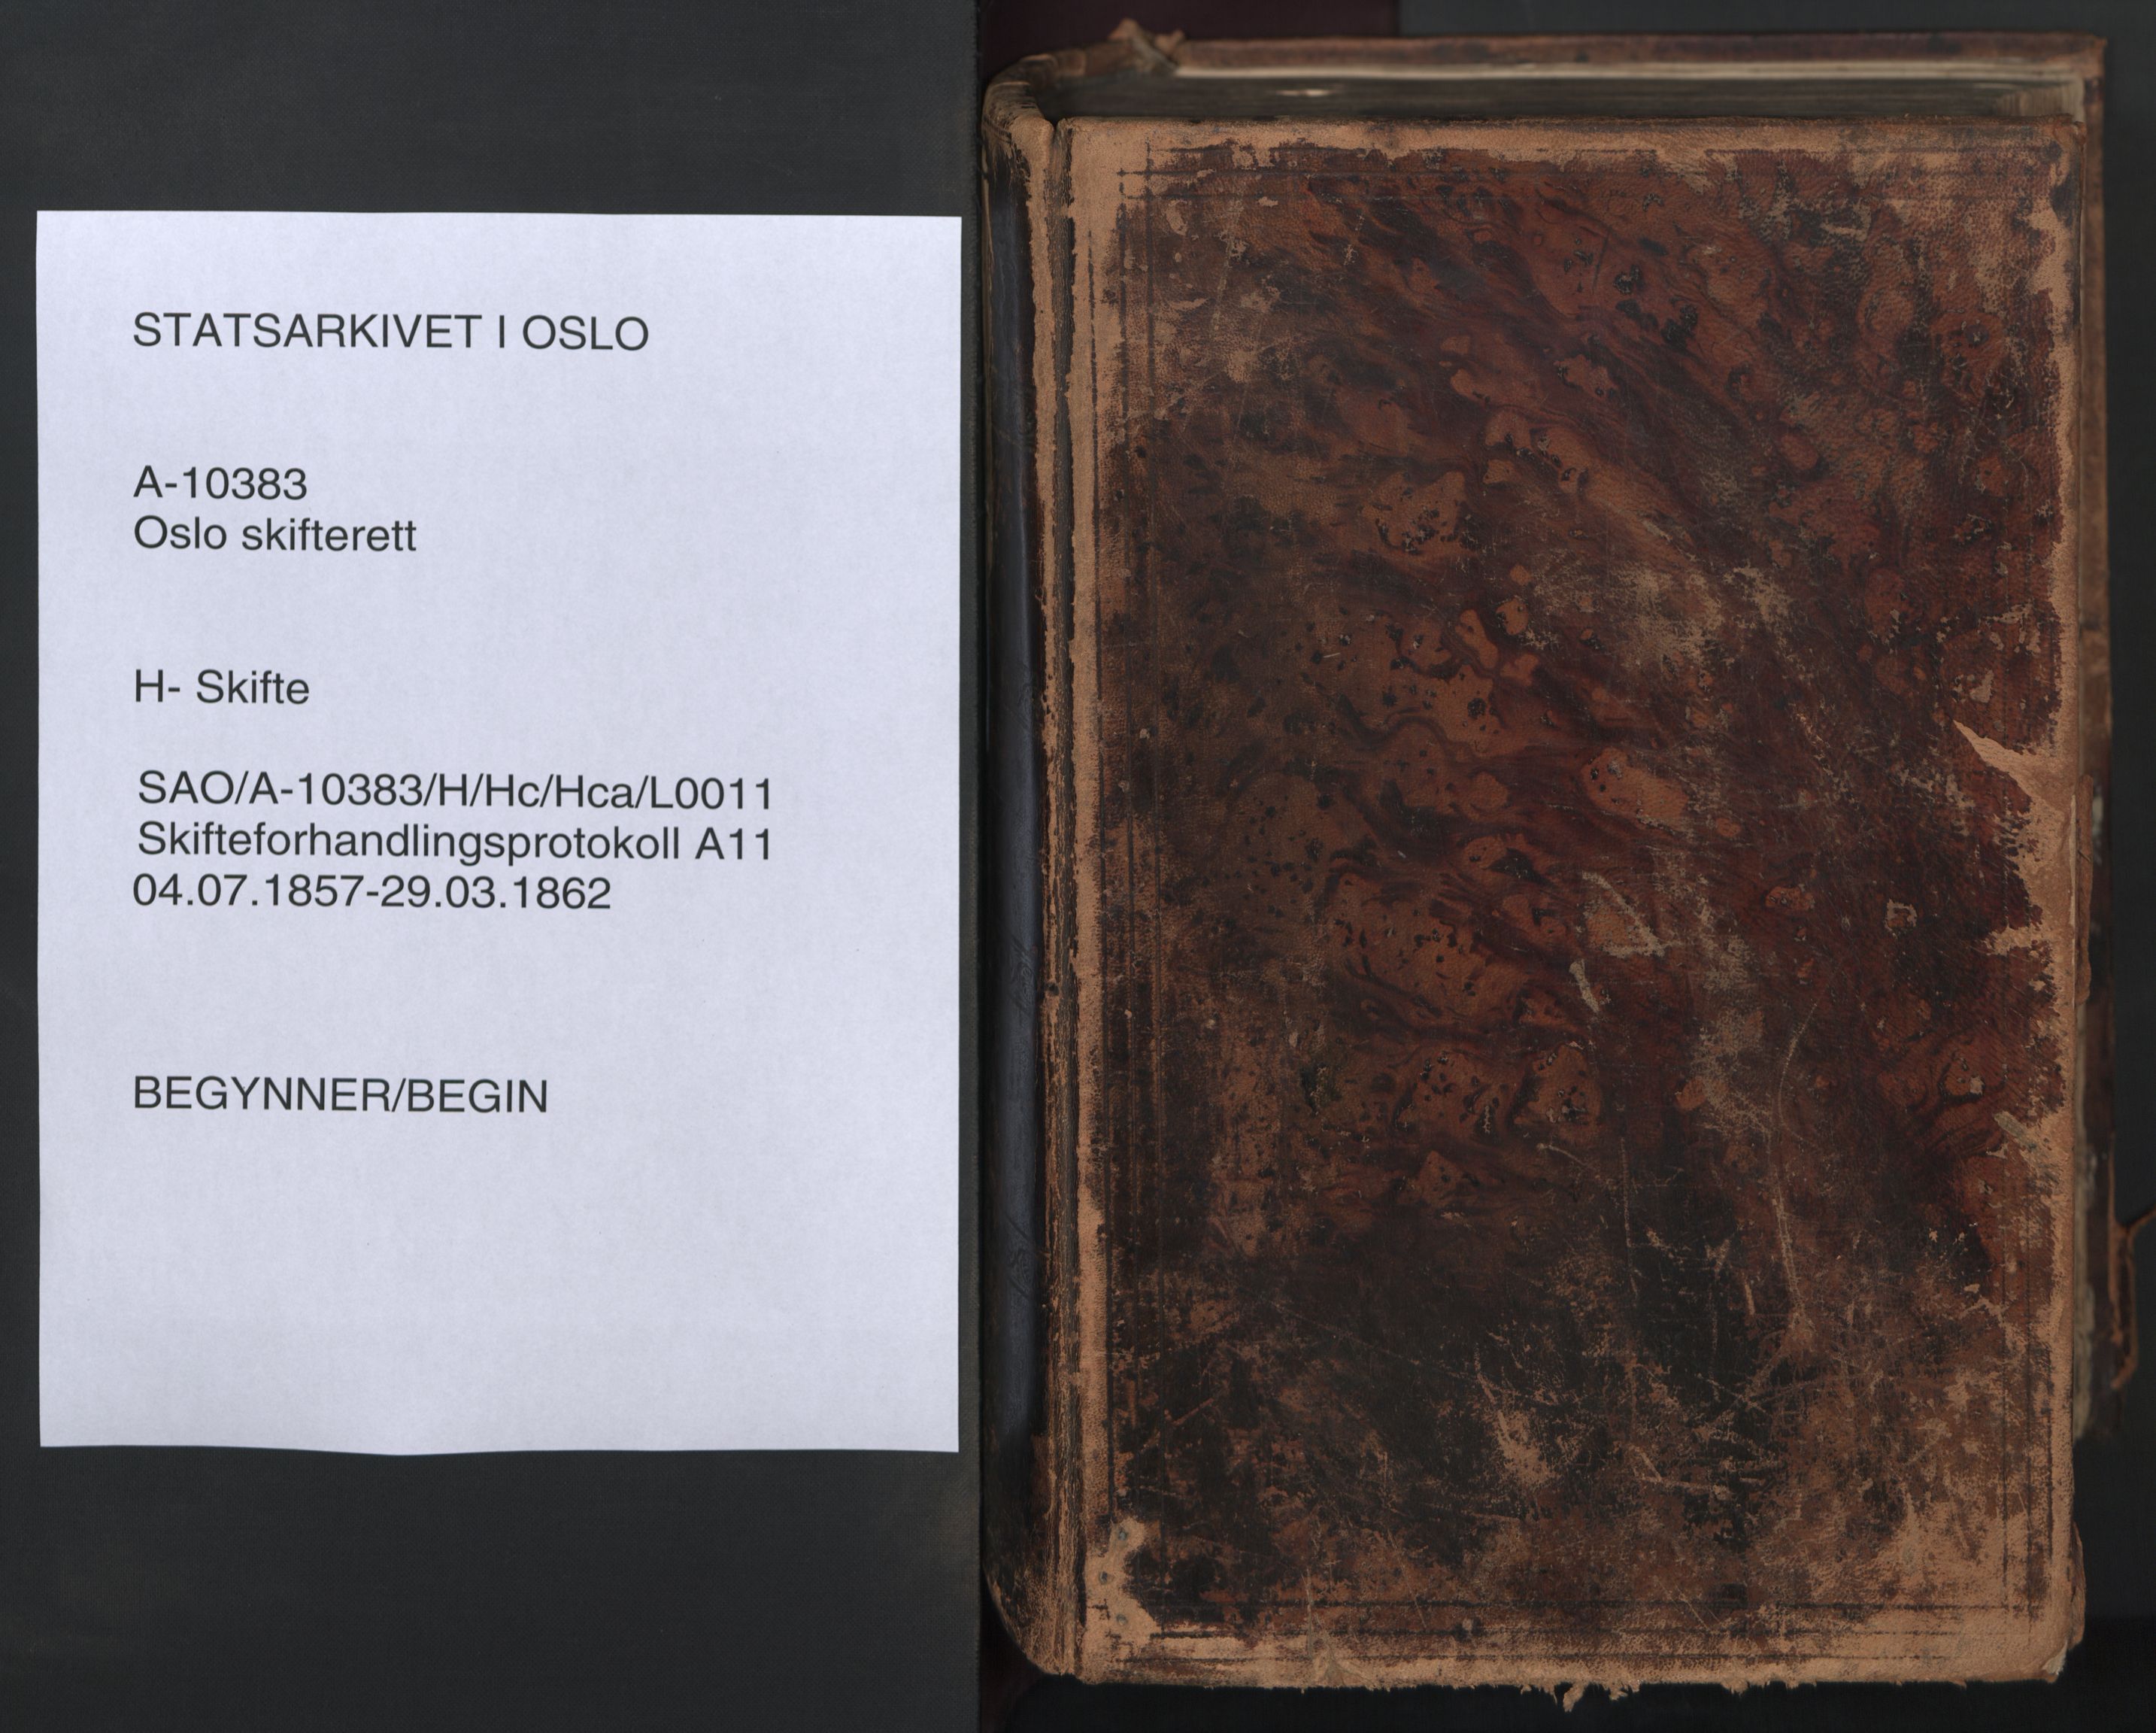 STATSARKIVET I OSLO
A-10383
Oslo skifterett
H- Skifte
SAO/A-10383/H/Hc/Hca/L0011
Skifteforhandlingsprotokoll A11
04.07.1857-29.03.1862
BEGYNNER/BEGIN